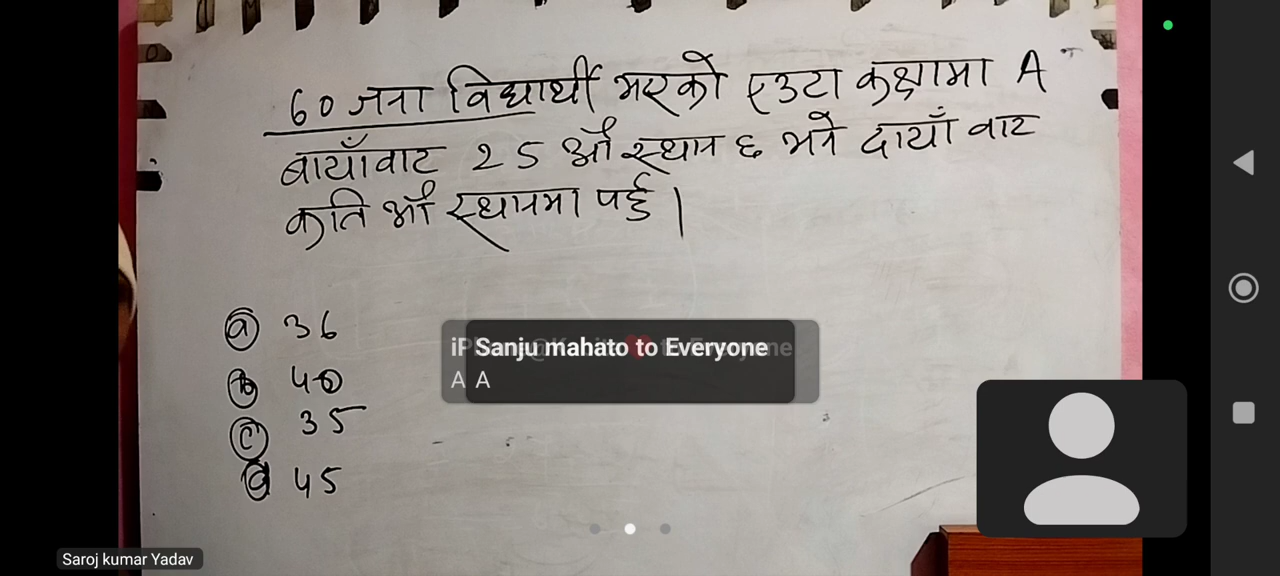 60 जना विद्यार्थी भएको एउटा कक्षामा A
बायाँबाट 25 औ स्थान छ भने दायाँ बाट
कति औं स्थानमा पर्छ |
(a) 36
(b) 40
(c) 35
(d) 45
Sanju mahato to Everyone
A A
Saroj kumar Yadav